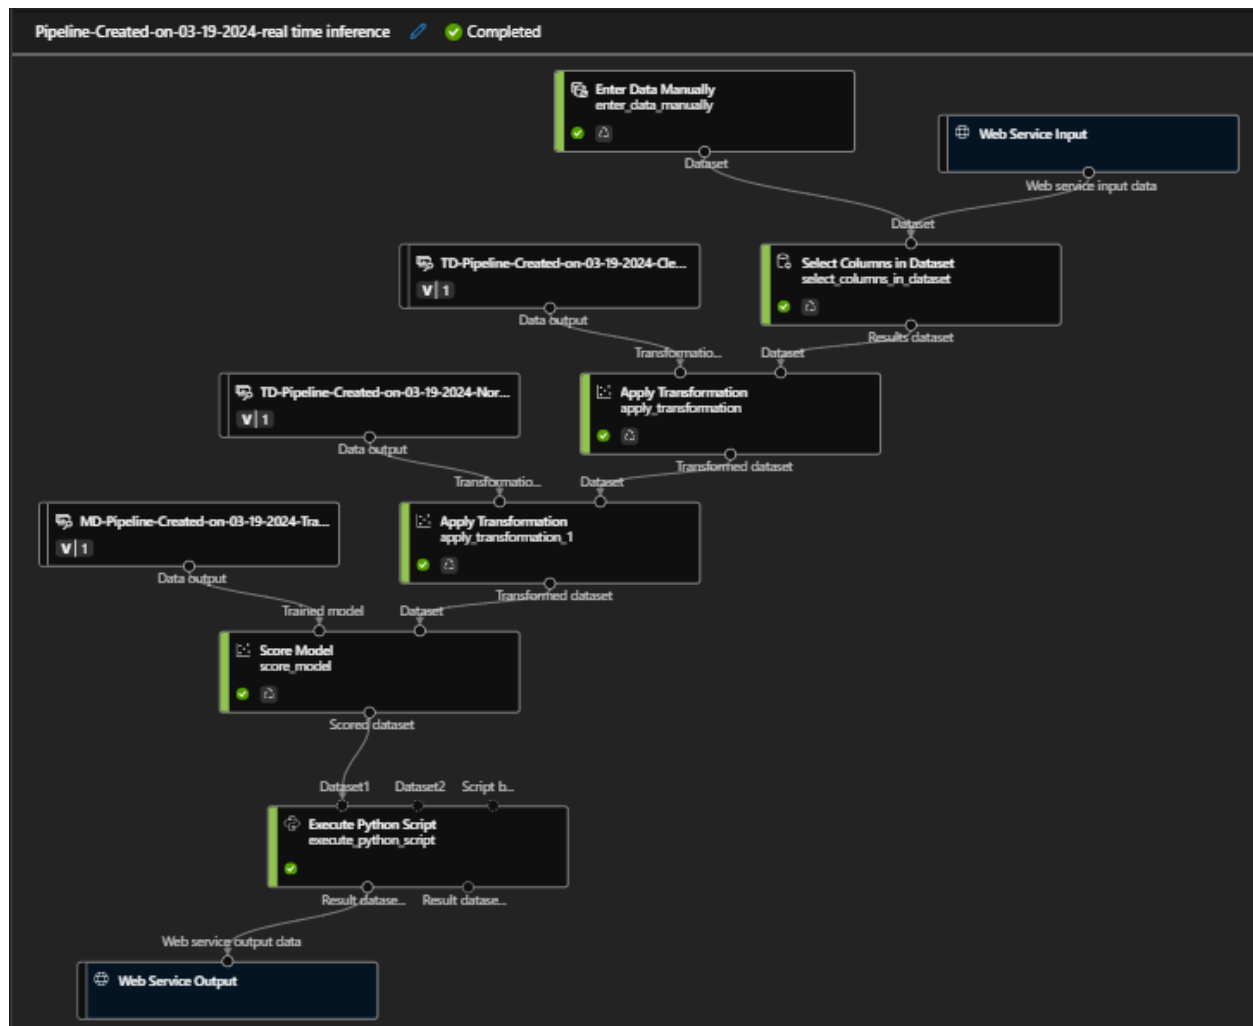 Pipeline-Created-on-03-19-2024-real time inference Completed
Enter Data Manually
enter_data_manually
Dataset
Web Service Input
Web service input data
Dataset
TD-Pipeline-Created-on-03-19-2024-Cle...
V 1
Data output
Select Columns in Dataset
select_columns_in_dataset
Results dataset
Transformatio... Dataset
TD-Pipeline-Created-on-03-19-2024-Nor...
V 1
Data output
Apply Transformation
apply_transformation
Transformed dataset
Transformatio... Dataset
MD-Pipeline-Created-on-03-19-2024-Tra...
V 1
Data output
Apply Transformation
apply_transformation_1
Transformed dataset
Trained model Dataset
Score Model
score_model
Scored dataset
Dataset1 Dataset2 Script b...
Execute Python Script
execute_python_script
Result datase... Result datase...
Web service output data
Web Service Output